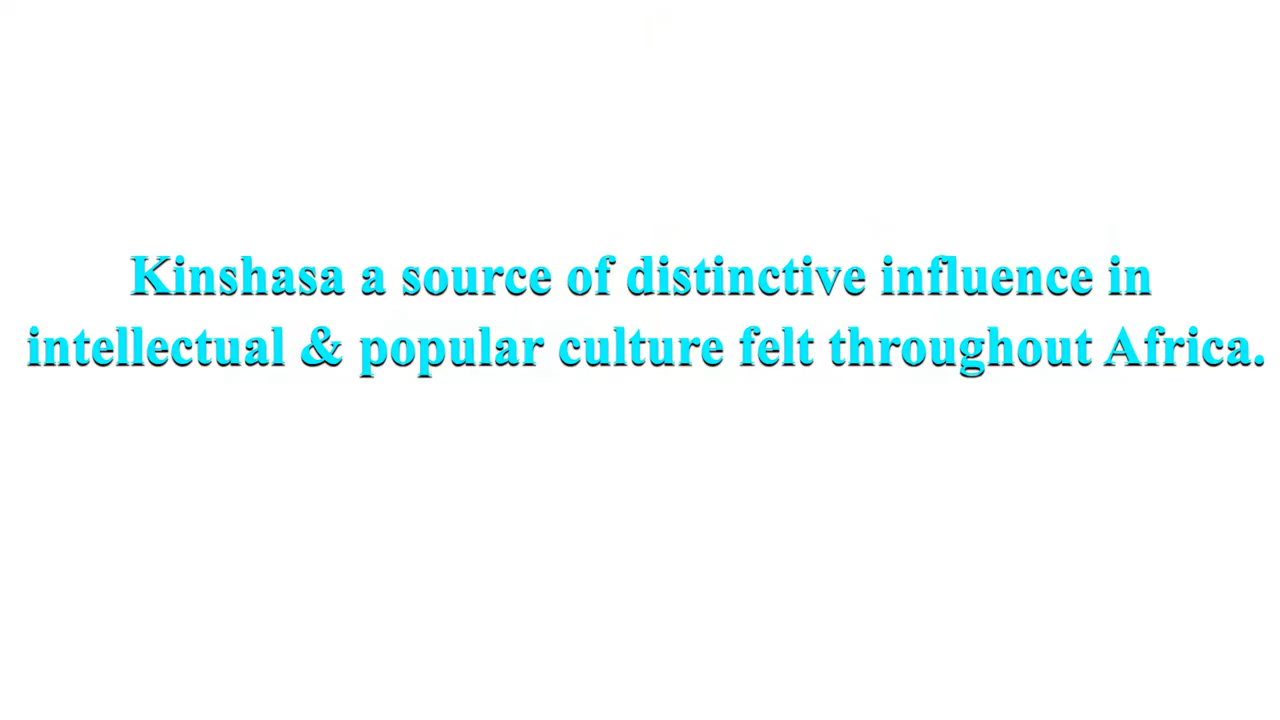 Kinshasa a source of distinctive influence in
intellectual & popular culture felt throughout Africa.